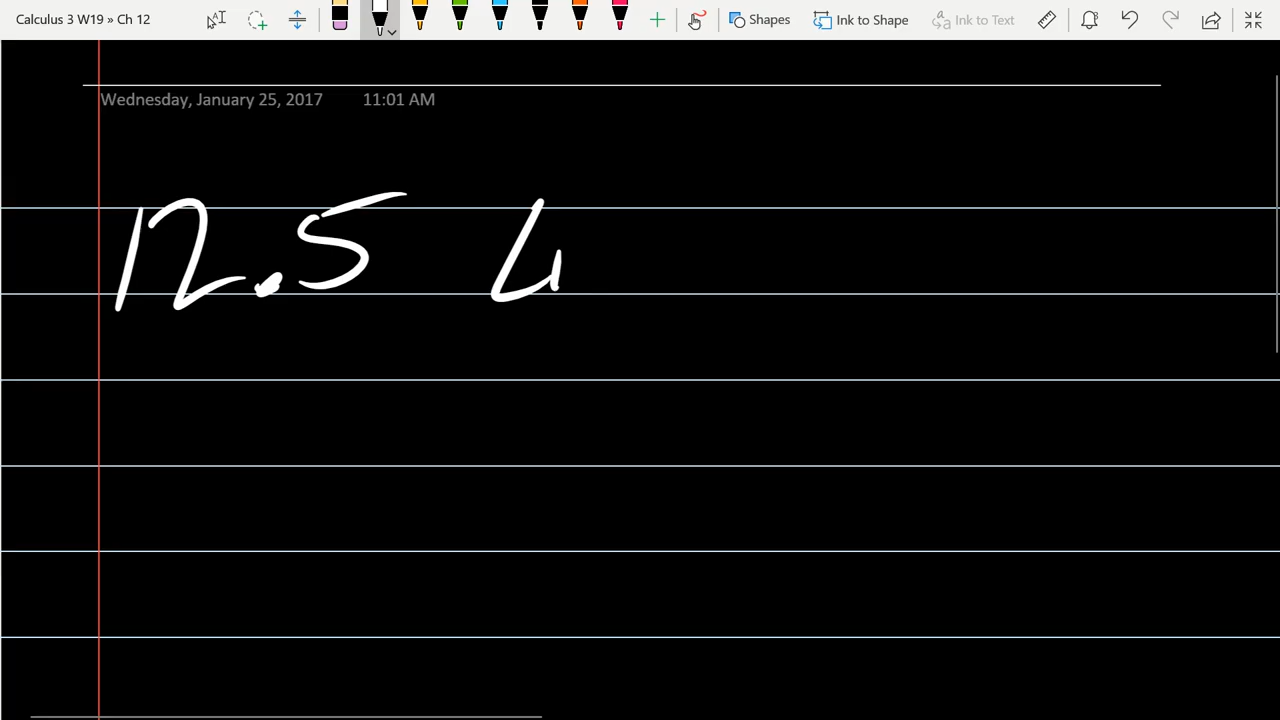 Calculus 3 W19 » Ch 12
Shapes
Ink to Shape
Ink to Text
Wednesday, January 25, 2017 11:01 AM
12.5 Li